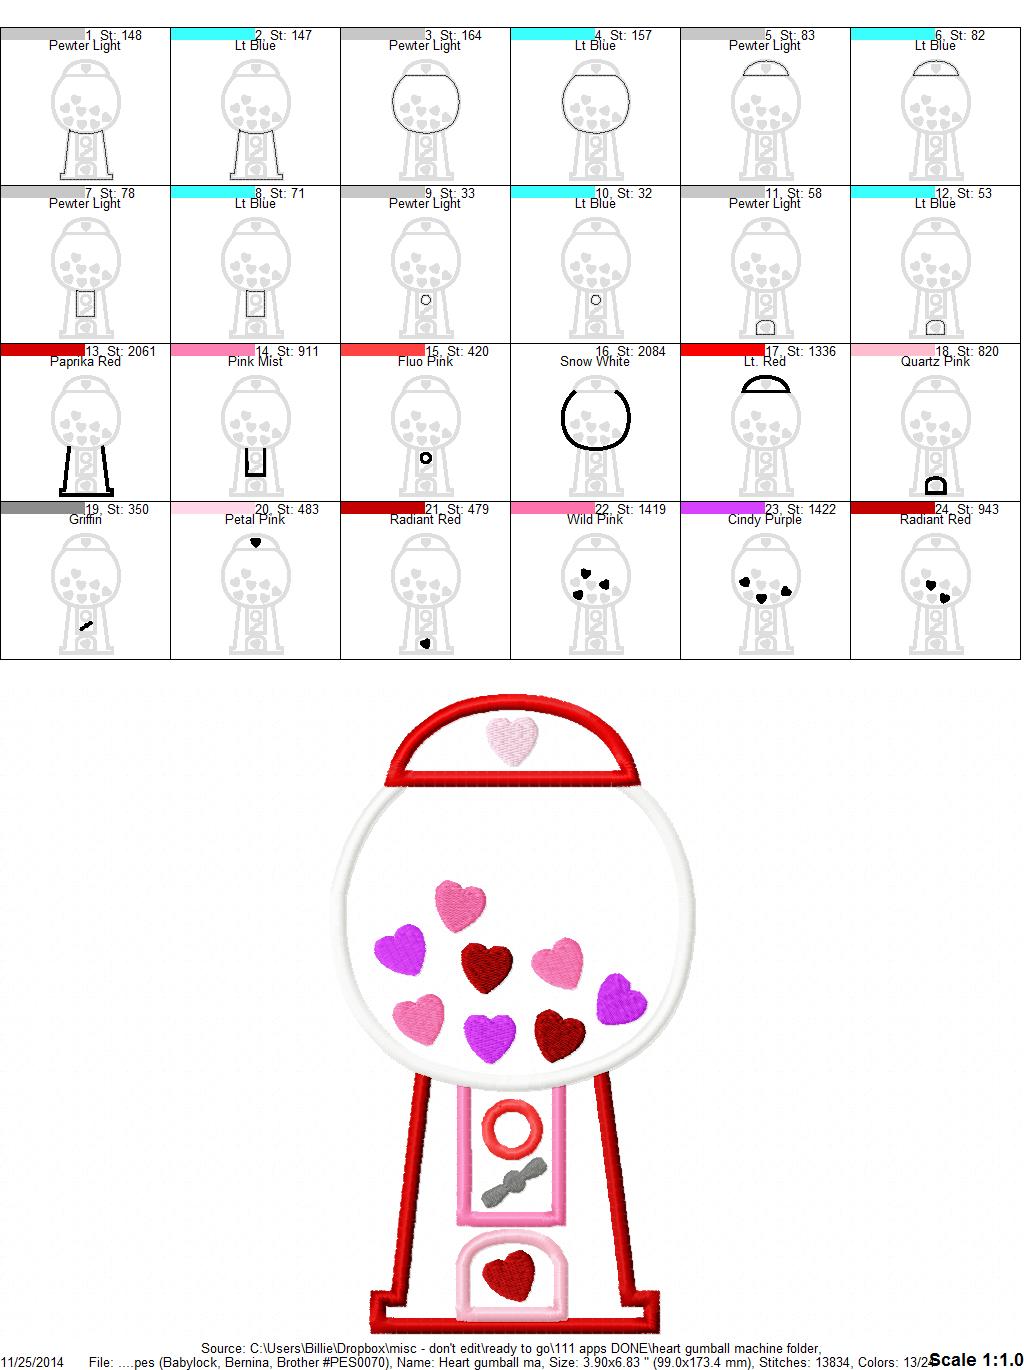 1, St: 148
Pewter Light
2, St: 147
Lt Blue
3, St: 164
Pewter Light
4, St: 157
Lt Blue
5, St: 83
Pewter Light
6, St: 82
Lt Blue
7, St: 78
Pewter Light
8, St: 71
Lt Blue
9, St: 33
Pewter Light
10, St: 32
Lt Blue
11, St: 58
Pewter Light
12, St: 53
Lt Blue
13, St: 2061
Paprika Red
14, St: 911
Pink Mist
15, St: 420
Fluo Pink
16, St: 2084
Snow White
17, St: 1336
Lt. Red
18, St: 820
Quartz Pink
19, St: 350
Griffin
20, St: 483
Petal Pink
21, St: 479
Radiant Red
22, St: 1419
Wild Pink
23, St: 1422
Cindy Purple
24, St: 943
Radiant Red
Source: C:\Users\Billie\Dropbox\misc - don't edit\ready to go\111 apps DONE\heart gumball machine folder,
11/25/2014 File: ....pes (Babylock, Bernina, Brother #PES0070), Name: Heart gumball ma, Size: 3.90x6.83 " (99.0x173.4 mm), Stitches: 13834, Colors: 13/24 Scale 1:1.0